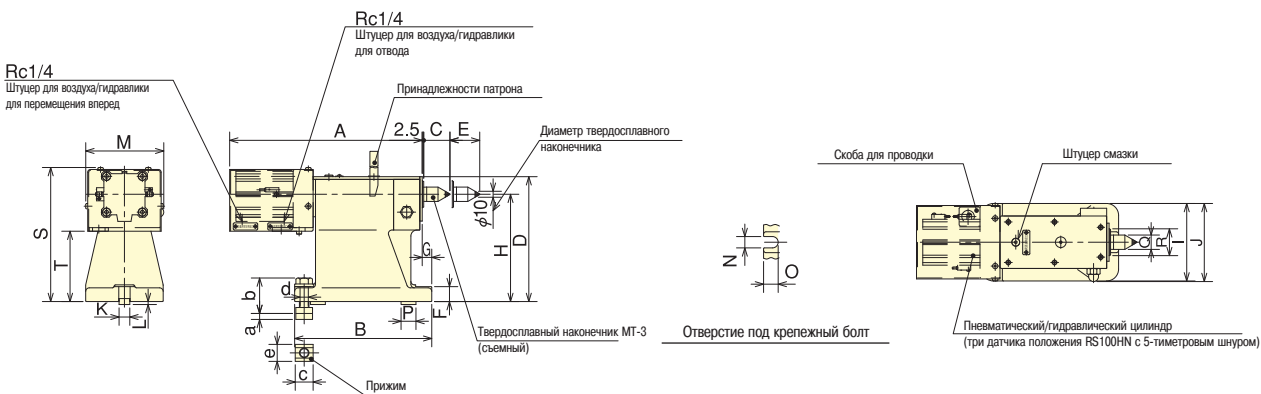 Rc1/4
Штуцер для воздуха/гидравлики
для отвода
Rc1/4
Штуцер для воздуха/гидравлики
для перемещения вперед
Принадлежности патрона
M
A
2.5
C
E
Диаметр твердосплавного
наконечника
Скоба для проводки
Штуцер смазки
S
T
K
L
φ10
H
D
G
F
P
B
b
a
d
e
c
N
O
Q
R
I
J
Твердосплавный наконечник МТ-3
(съемный)
Прижим
Отверстие под крепежный болт
Пневматический/гидравлический цилиндр
(три датчика положения RS100HN с 5-тиметровым шнуром)